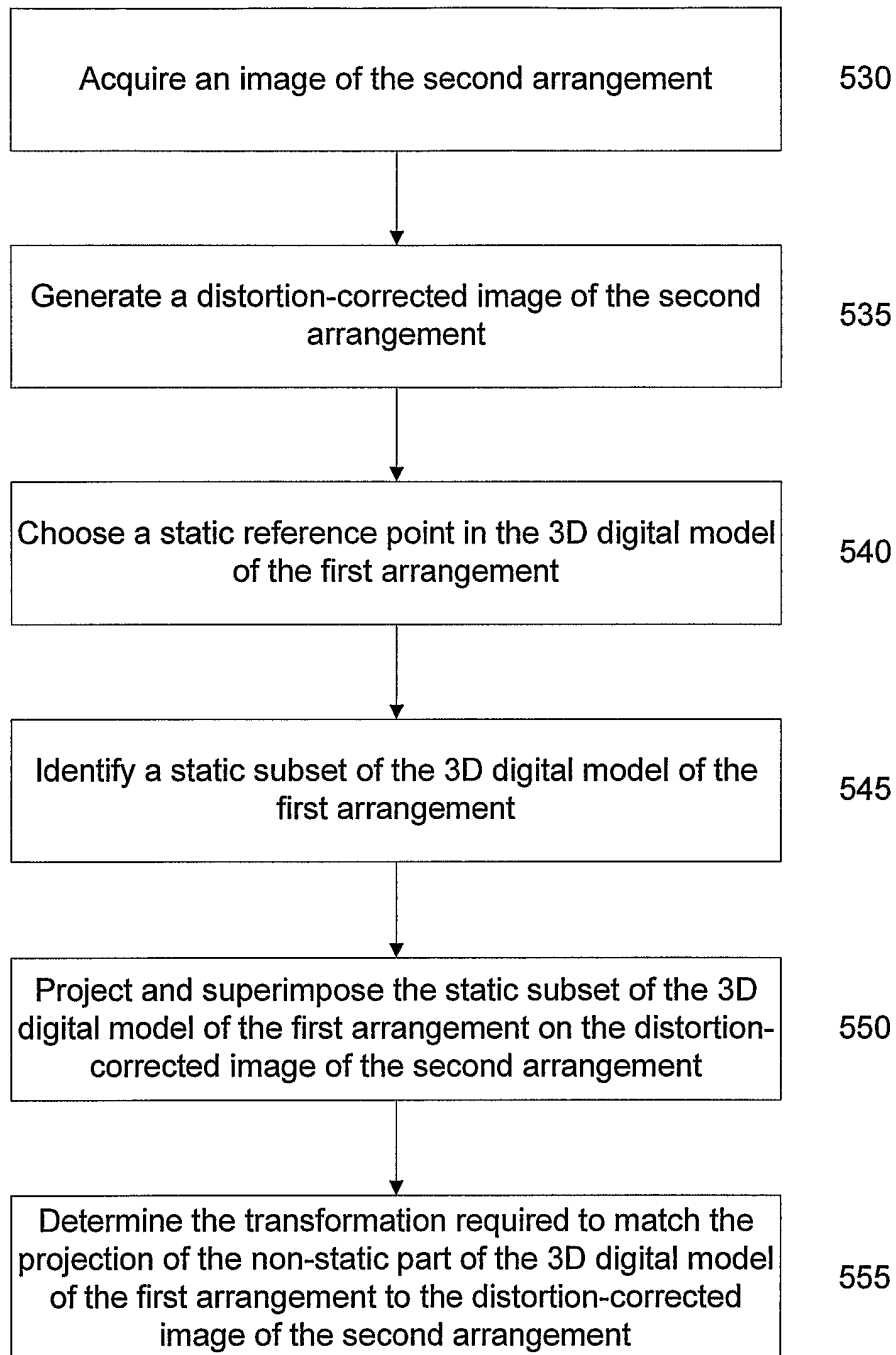 Acquire an image of the second arrangement
530
Generate a distortion-corrected image of the second
arrangement
535
Choose a static reference point in the 3D digital model
of the first arrangement
540
Identify a static subset of the 3D digital model of the
first arrangement
545
Project and superimpose the static subset of the 3D
digital model of the first arrangement on the distortion-
corrected image of the second arrangement
550
Determine the transformation required to match the
projection of the non-static part of the 3D digital model
of the first arrangement to the distortion-corrected
image of the second arrangement
555